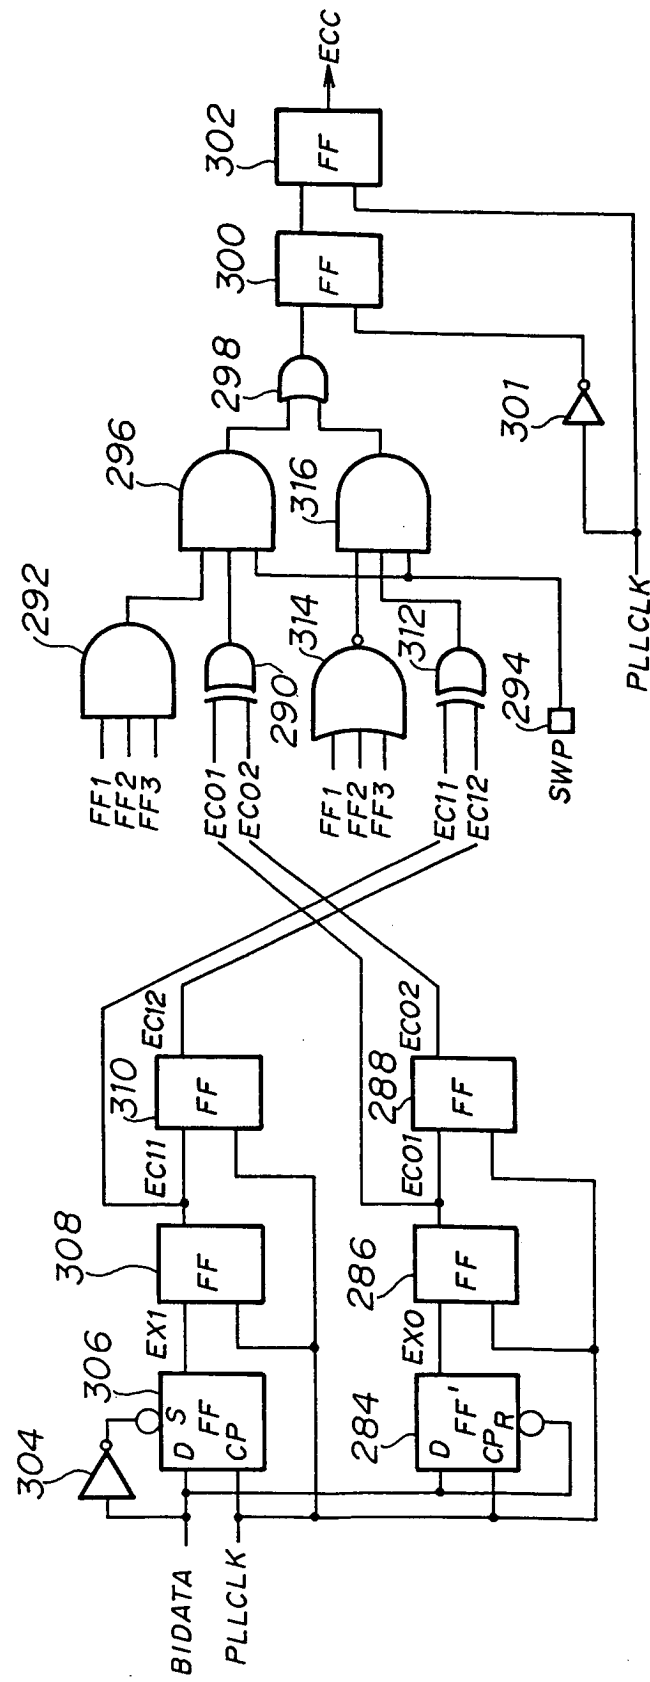 304
306
308
310
EX1
EC11
EC12
D
S
FF
CP
FF
FF
BIDATA
PLLCLK
284
286
288
EX0
EC01
EC02
D
FF'
CP
R
FF
FF
292
296
298
300
302
FF1
FF2
FF3
EC01
EC02
290
FF
FF
ECC
314
316
FF1
FF2
FF3
312
EC11
EC12
294
SWP
301
PLLCLK